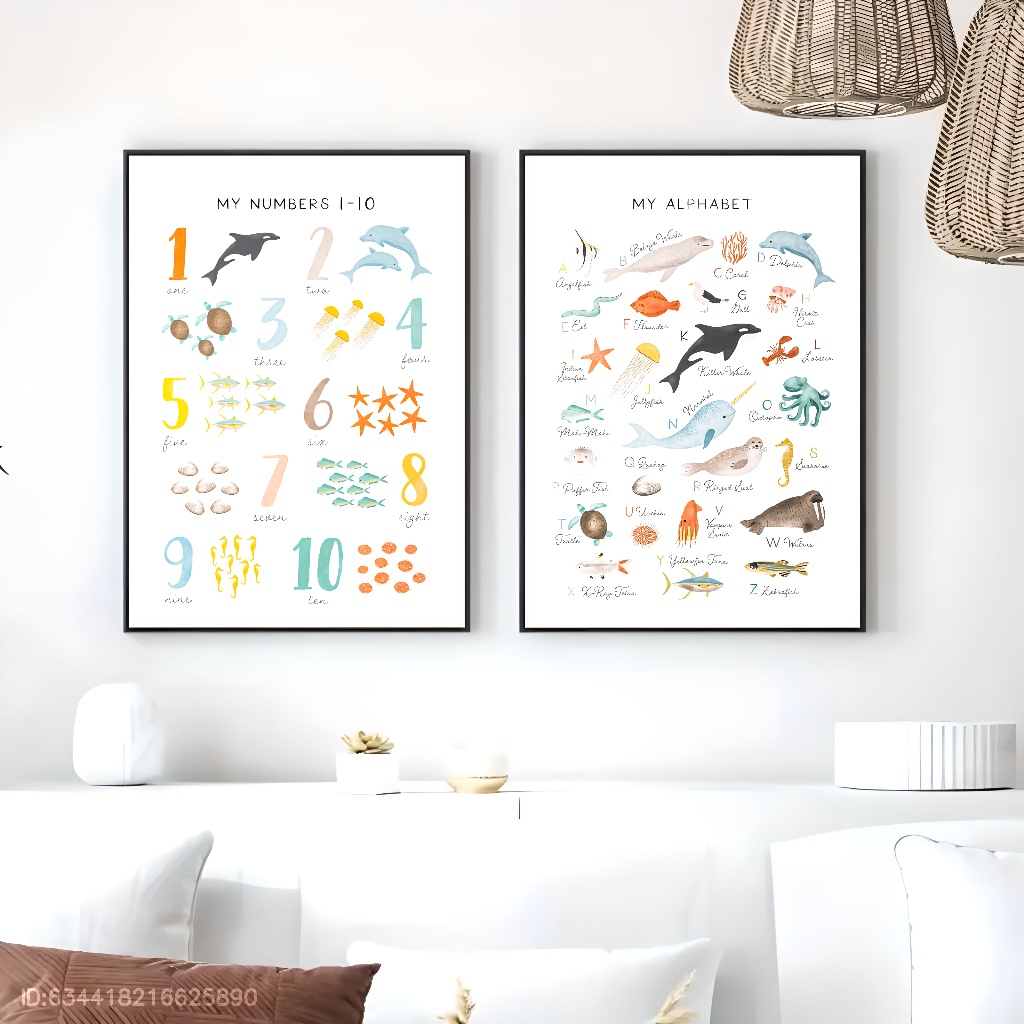 MY NUMBERS 1-10
1
one
2
two
3
three
4
four
5
five
6
six
7
seven
8
eight
9
nine
10
ten
MY ALPHABET
A
Angelfish
B Beluga Whale
C Coral
D Dolphin
E Eel
F Flounder
G
Gull
H
Hermit
Crab
I
Indian
Starfish
J
Jellyfish
K
Killer Whale
L
Lobster
M
Mahi-Mahi
N Narwhal
O
Octopus
P Puffer Fish
Q Quahog
R Ringed Seal
S
Seahorse
T
Turtle
U Urchin
V
Vampire
Squid
W Walrus
X X-Ray Tetra
Y Yellowfin Tuna
Z Zebrafish
ID:634418216625890